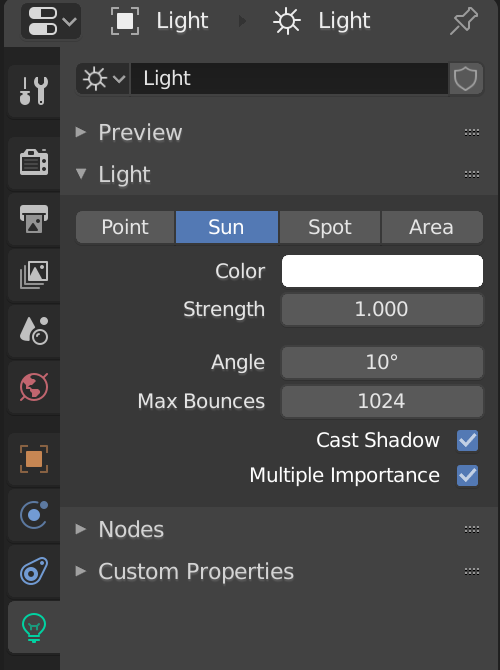 Light Light
Light
Preview
Light
Point Sun Spot Area
Color
Strength 1.000
Angle 10°
Max Bounces 1024
Cast Shadow
Multiple Importance
Nodes
Custom Properties